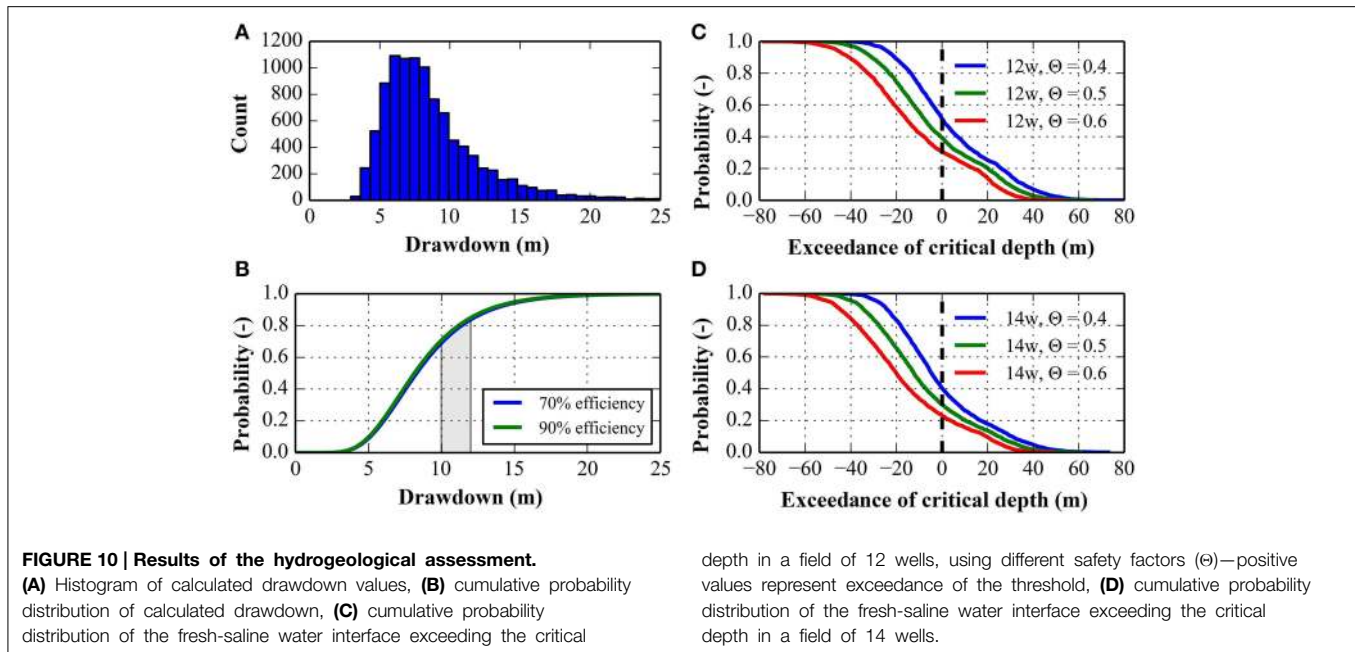 A
1200
1000
800
600
400
200
0
Count
0 5 10 15 20 25
Drawdown (m)
B
1.0
0.8
0.6
0.4
0.2
0.0
Probability (-)
70% efficiency
90% efficiency
0 5 10 15 20 25
Drawdown (m)
C
1.0
0.8
0.6
0.4
0.2
0.0
Probability (-)
12w, Θ = 0.4
12w, Θ = 0.5
12w, Θ = 0.6
−80 −60 −40 −20 0 20 40 60 80
Exceedance of critical depth (m)
D
1.0
0.8
0.6
0.4
0.2
0.0
Probability (-)
14w, Θ = 0.4
14w, Θ = 0.5
14w, Θ = 0.6
−80 −60 −40 −20 0 20 40 60 80
Exceedance of critical depth (m)
FIGURE 10 | Results of the hydrogeological assessment.
(A) Histogram of calculated drawdown values, (B) cumulative probability
distribution of calculated drawdown, (C) cumulative probability
distribution of the fresh-saline water interface exceeding the critical
depth in a field of 12 wells, using different safety factors (Θ)—positive
values represent exceedance of the threshold, (D) cumulative probability
distribution of the fresh-saline water interface exceeding the critical
depth in a field of 14 wells.